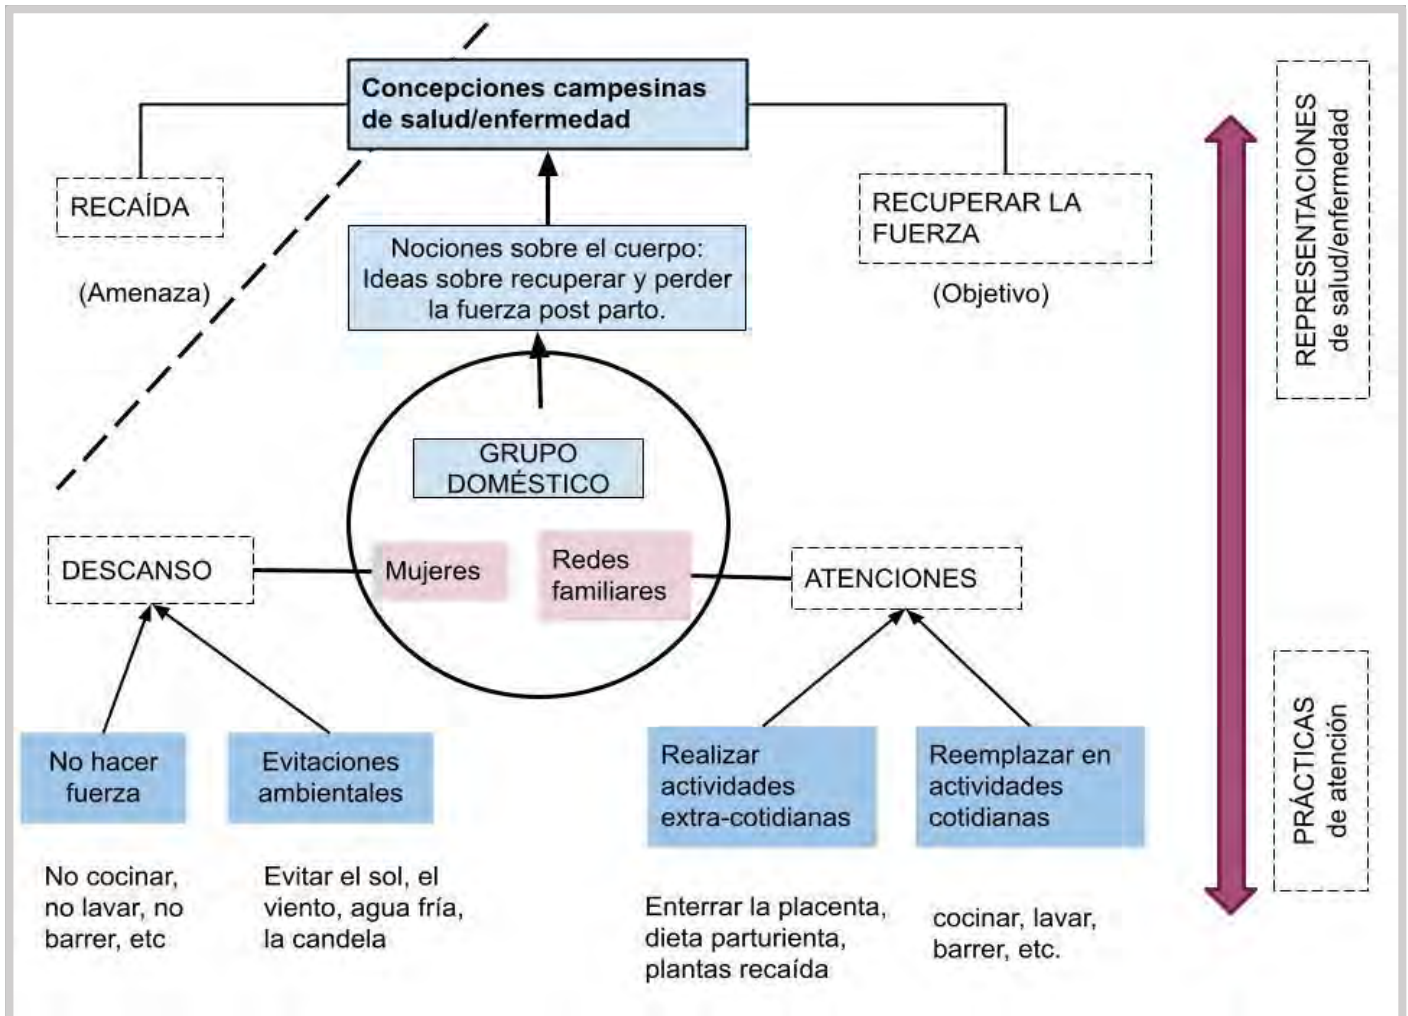 Concepciones campesinas
de salud/enfermedad
RECAÍDA
(Amenaza)
RECUPERAR LA
FUERZA
(Objetivo)
Nociones sobre el cuerpo:
Ideas sobre recuperar y perder
la fuerza post parto.
GRUPO
DOMÉSTICO
Mujeres
Redes
familiares
DESCANSO
ATENCIONES
No hacer
fuerza
Evitaciones
ambientales
Realizar
actividades
extra-cotidianas
Reemplazar en
actividades
cotidianas
No cocinar,
no lavar, no
barrer, etc
Evitar el sol, el
viento, agua fría,
la candela
Enterrar la placenta,
dieta parturienta,
plantas recaída
cocinar, lavar,
barrer, etc.
REPRESENTACIONES
de salud/enfermedad
PRÁCTICAS
de atención